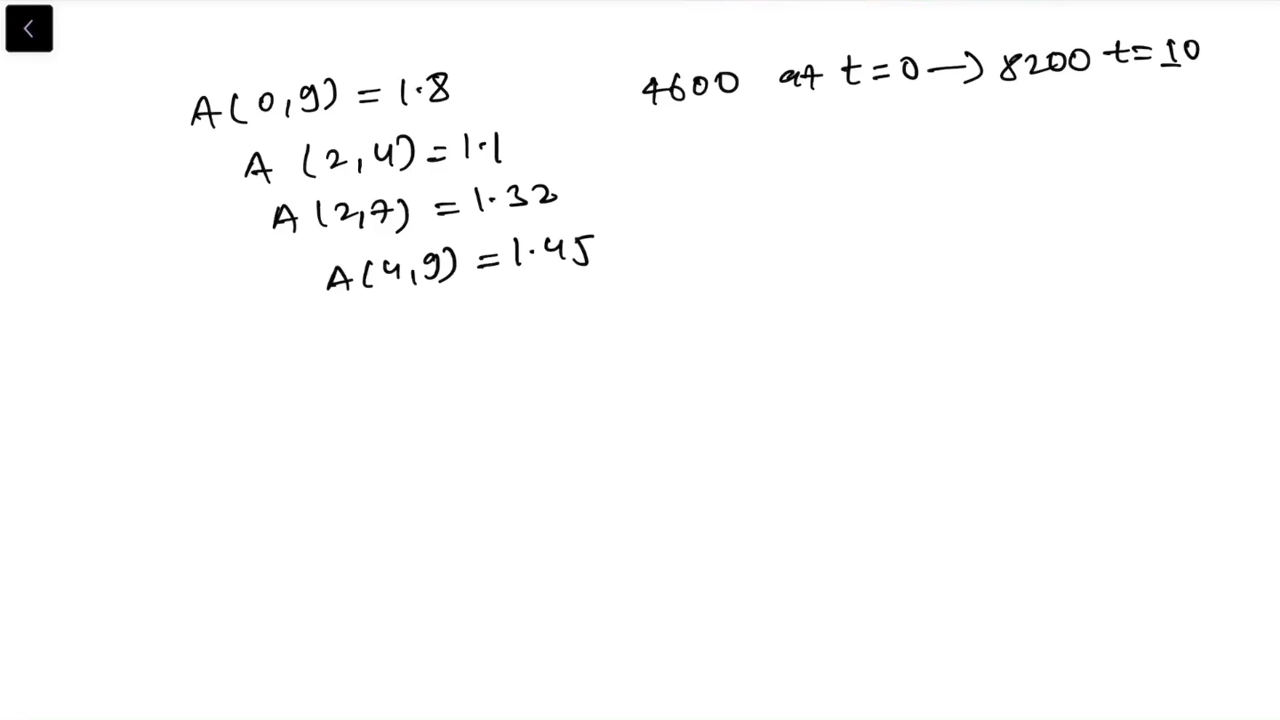 A(0,9) = 1.8
4600 at t=0 → 8200 t=10
A (2,4) = 1.1
A (2,7) = 1.32
A(4,9) = 1.45